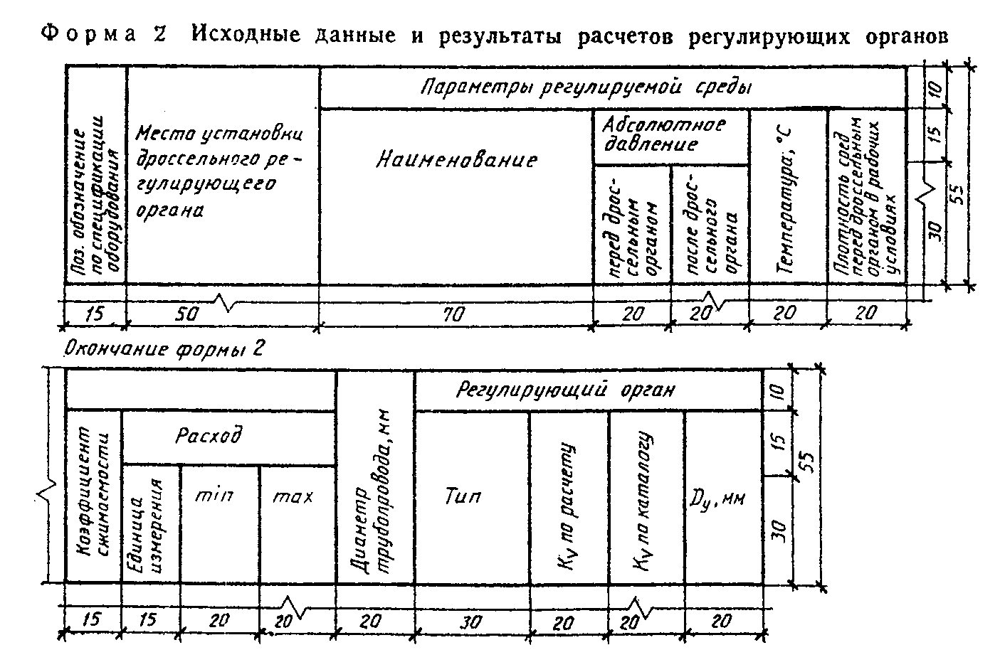 Форма 2 Исходные данные и результаты расчетов регулирующих органов
Поз. обозначение
по спецификации
оборудования
Место установки
дроссельного ре-
гулирующего
органа
Параметры регулируемой среды
Наименование
Абсолютное
давление
перед дрос-
сельным
органом
после дрос-
сельного
органа
Температура, °С
Плотность сред
перед дроссельным
органом в рабочих
условиях
10
15
30
55
15
50
70
20
20
20
20
Окончание формы 2
Коэффициент
сжимаемости
Расход
Единица
измерения
min
max
Диаметр
трубопровода, мм
Регулирующий орган
Тип
Kv по расчету
Kv по каталогу
Dу, мм
10
15
30
55
15
15
20
20
20
30
20
20
20